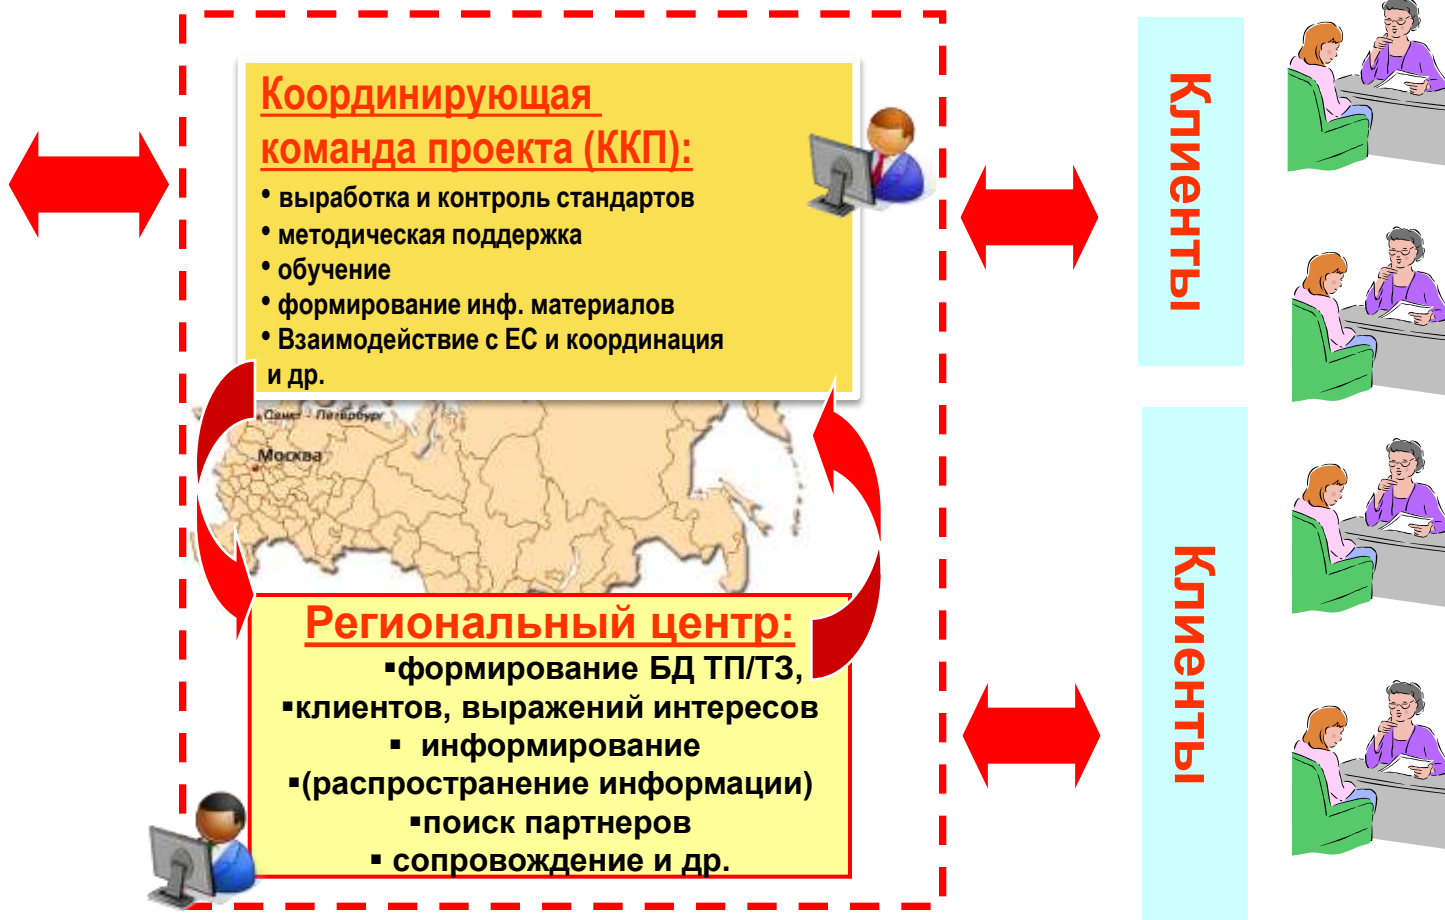 Координирующая
команда проекта (ККП):
• выработка и контроль стандартов
• методическая поддержка
• обучение
• формирование инф. материалов
• Взаимодействие с ЕС и координация
и др.
Санкт - Петербург
Москва
Региональный центр:
▪формирование БД ТП/ТЗ,
▪клиентов, выражений интересов
▪ информирование
▪(распространение информации)
▪поиск партнеров
▪ сопровождение и др.
Клиенты
Клиенты